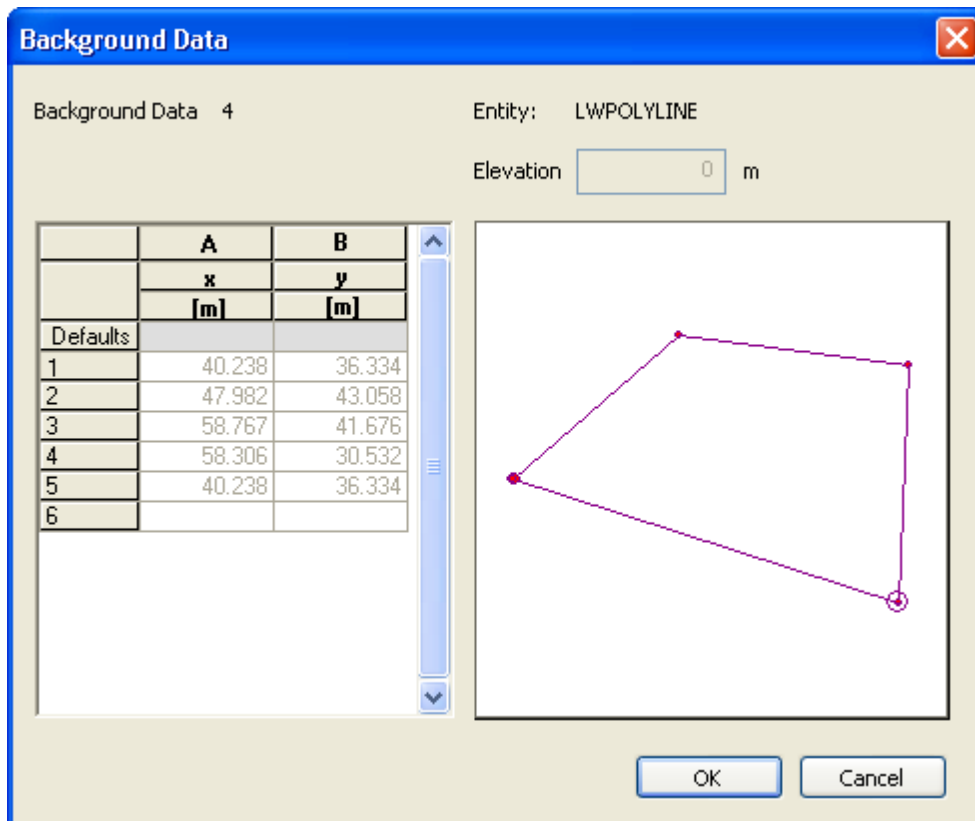 Background Data
Background Data 4
Entity: LWPOLYLINE
Elevation 0 m
A B
x y
[m] [m]
Defaults
1 40.238 36.334
2 47.982 43.058
3 58.767 41.676
4 58.306 30.532
5 40.238 36.334
6
OK Cancel